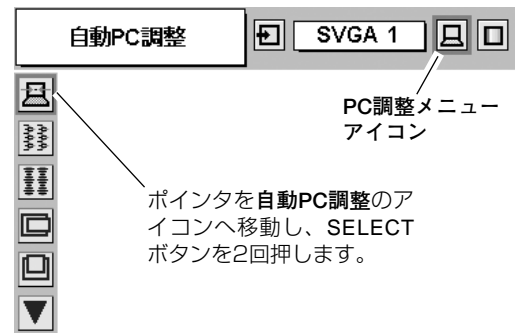 自動PC調整
SVGA 1
PC調整メニュー
アイコン
ポインタを自動PC調整のア
イコンへ移動し、SELECT
ボタンを2回押します。